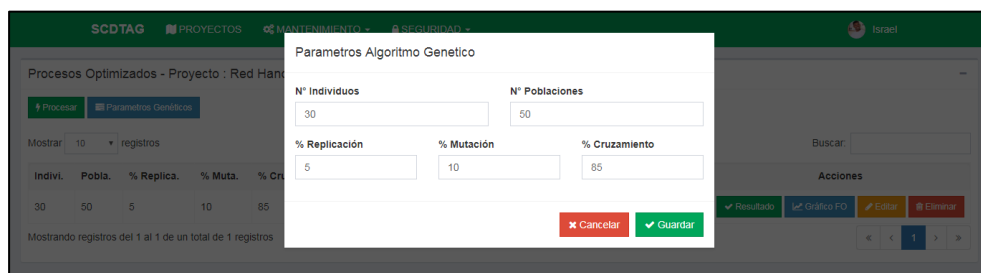 SCDTAG PROYECTOS MANTENIMIENTO SEGURIDAD Israel
Parametros Algoritmo Genetico
Procesos Optimizados - Proyecto : Red Hand
N° Individuos N° Poblaciones
30 50
Procesar Parametros Genéticos
% Replicación % Mutación % Cruzamiento
5 10 85
Mostrar 10 registros Buscar:
Indivi. Pobla. % Replica. % Muta. % Cru Acciones
30 50 5 10 85 Resultado Gráfico FO Editar Eliminar
Cancelar Guardar
Mostrando registros del 1 al 1 de un total de 1 registros « < 1 > »